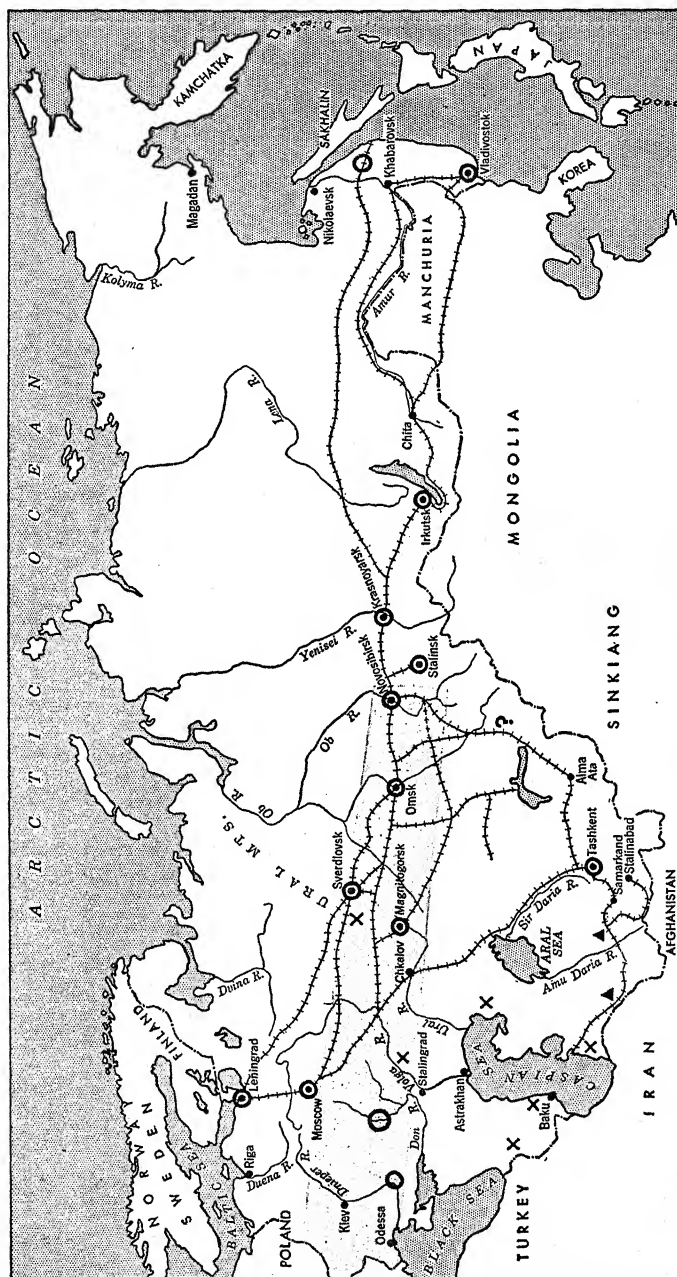 ARCTIC OCEAN
NORWAY
SWEDEN
FINLAND
BALTIC SEA
Leningrad
Riga
Duena R.
POLAND
Moscow
Dnieper R.
Kiev
Odessa
BLACK SEA
TURKEY
Don R.
Volga R.
Stalingrad
Astrakhan
CASPIAN SEA
Baku
IRAN
Dvina R.
URAL MTS.
Sverdlovsk
Magnitogorsk
Chkalov
Ural R.
ARAL SEA
Sir Daria R.
Amu Daria R.
Tashkent
Samarkand
Stalinabad
AFGHANISTAN
Alma Ata
?
Ob R.
Ob R.
Omsk
Novosibirsk
Stalinsk
Yenisei R.
Krasnoyarsk
SINKIANG
MONGOLIA
Irkutsk
Chita
Lena R.
Kolyma R.
Magadan
KAMCHATKA
Nikolaevsk
SAKHALIN
Khabarovsk
Amur R.
MANCHURIA
Vladivostok
KOREA
JAPAN